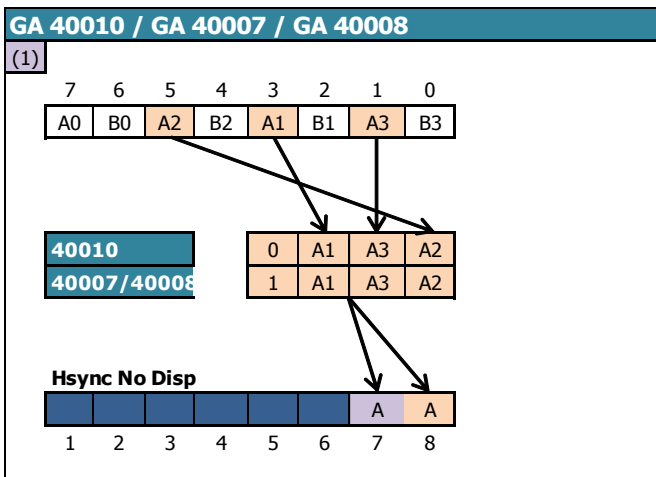 GA 40010 / GA 40007 / GA 40008
(1)
7 6 5 4 3 2 1 0
A0 B0 A2 B2 A1 B1 A3 B3
40010 0 A1 A3 A2
40007/40008 1 A1 A3 A2
Hsync No Disp
A A
1 2 3 4 5 6 7 8